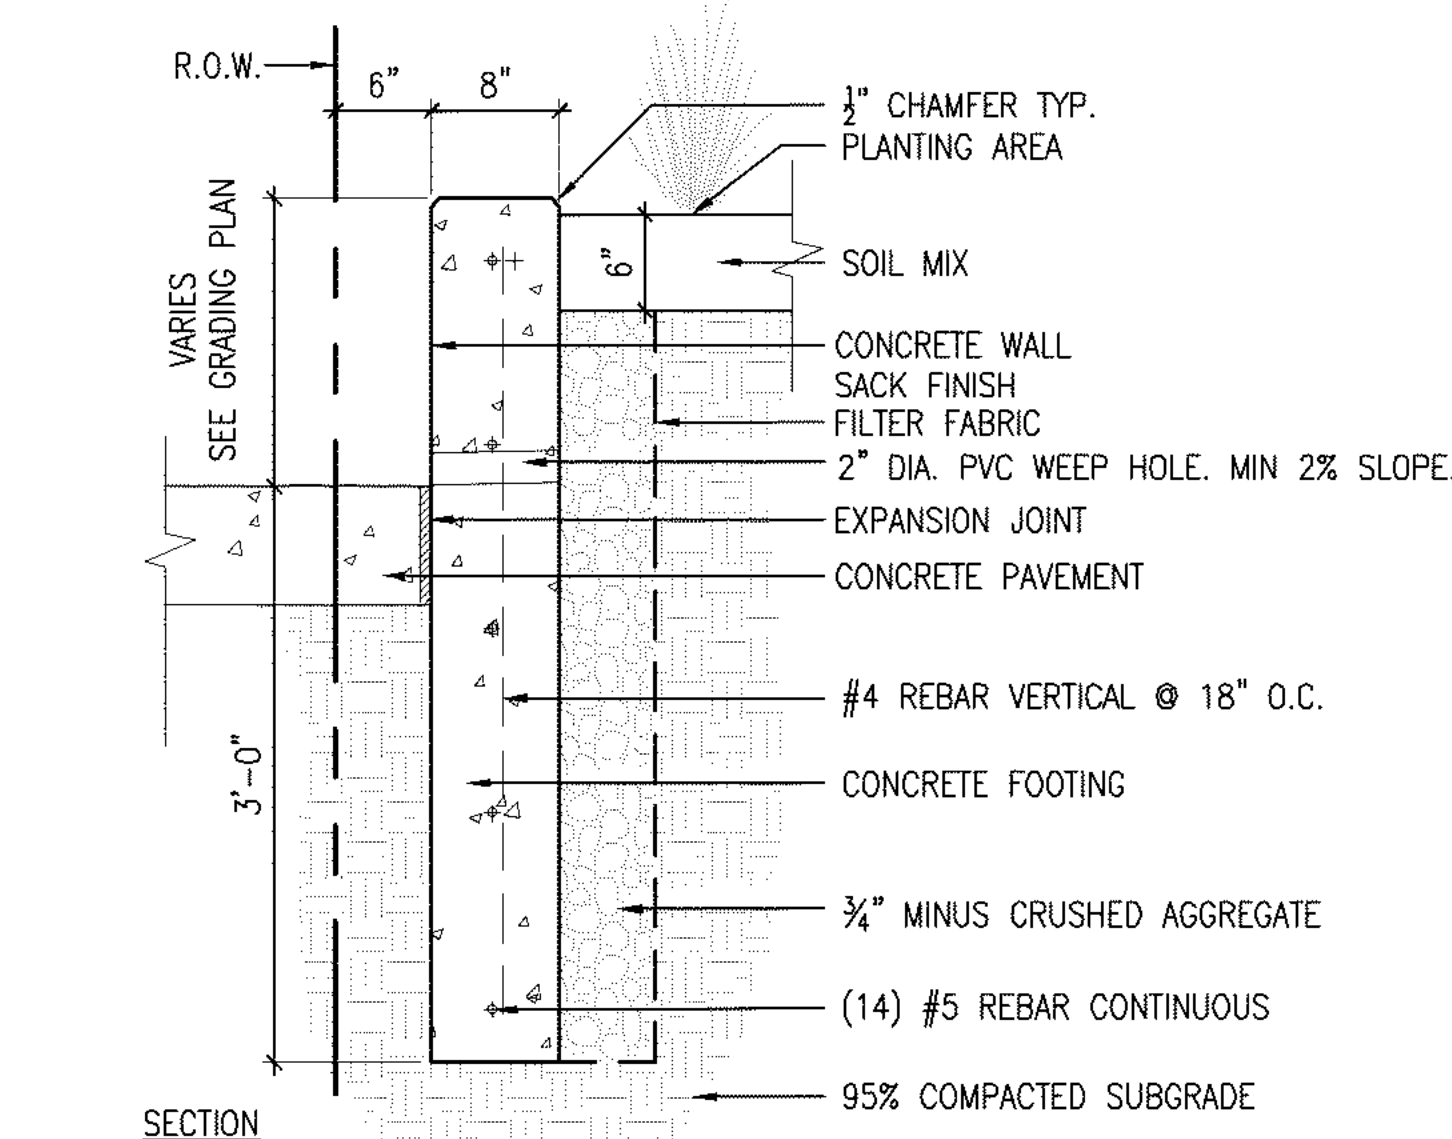 R.O.W.
6"
8"
½" CHAMFER TYP.
PLANTING AREA
VARIES
SEE GRADING PLAN
6"
SOIL MIX
CONCRETE WALL
SACK FINISH
FILTER FABRIC
2" DIA. PVC WEEP HOLE. MIN 2% SLOPE.
EXPANSION JOINT
CONCRETE PAVEMENT
#4 REBAR VERTICAL @ 18" O.C.
3'-0"
CONCRETE FOOTING
¾" MINUS CRUSHED AGGREGATE
(14) #5 REBAR CONTINUOUS
95% COMPACTED SUBGRADE
SECTION